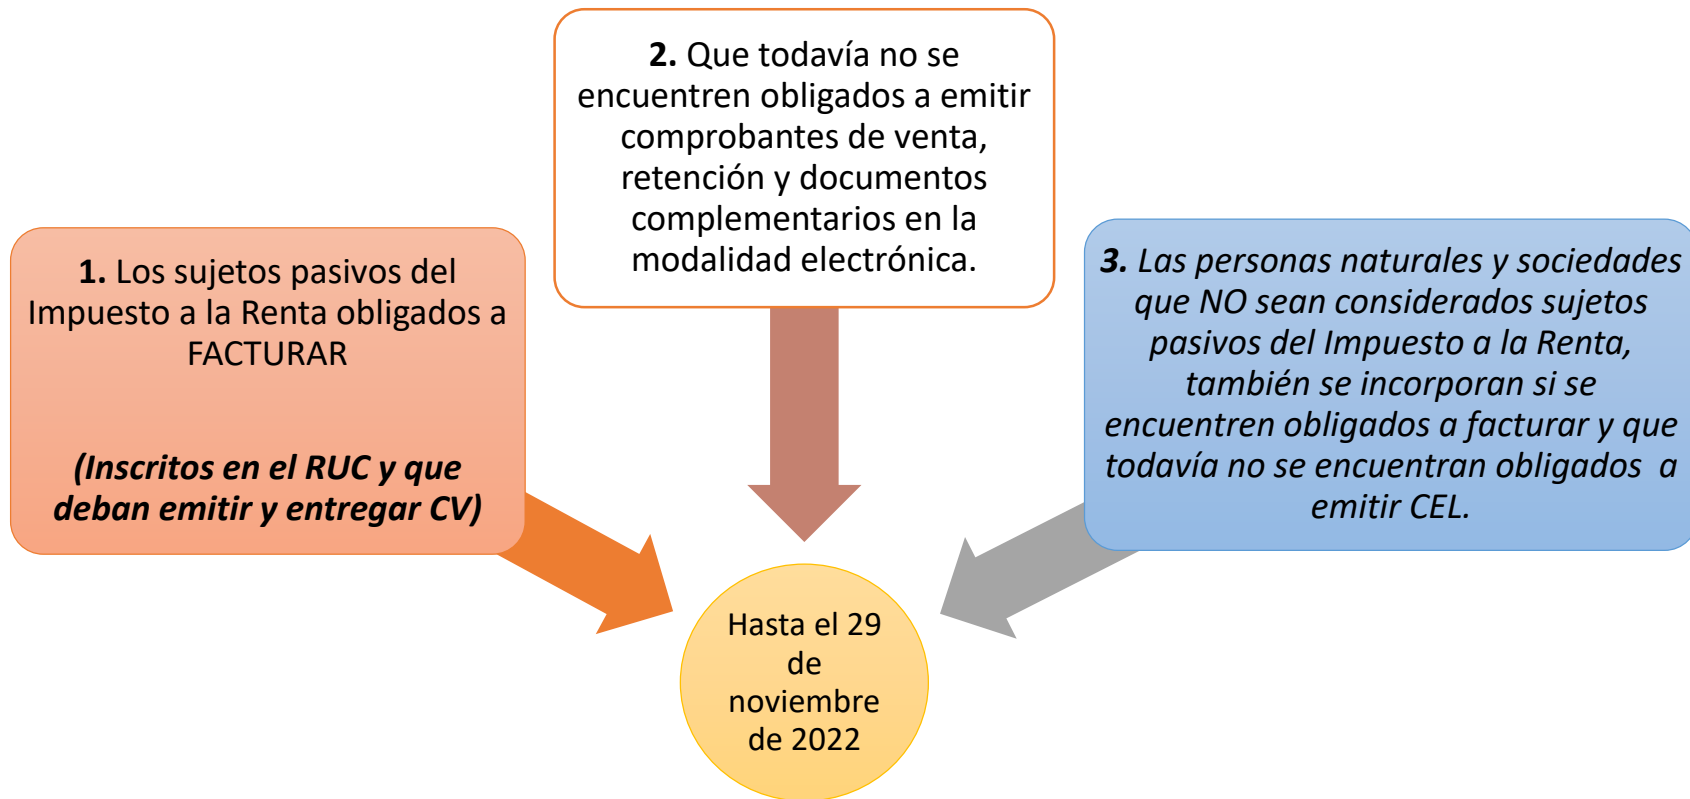 1. Los sujetos pasivos del
Impuesto a la Renta obligados a
FACTURAR
(Inscritos en el RUC y que
deban emitir y entregar CV)
2. Que todavía no se
encuentren obligados a emitir
comprobantes de venta,
retención y documentos
complementarios en la
modalidad electrónica.
3. Las personas naturales y sociedades
que NO sean considerados sujetos
pasivos del Impuesto a la Renta,
también se incorporan si se
encuentren obligados a facturar y que
todavía no se encuentran obligados a
emitir CEL.
Hasta el 29
de
noviembre
de 2022